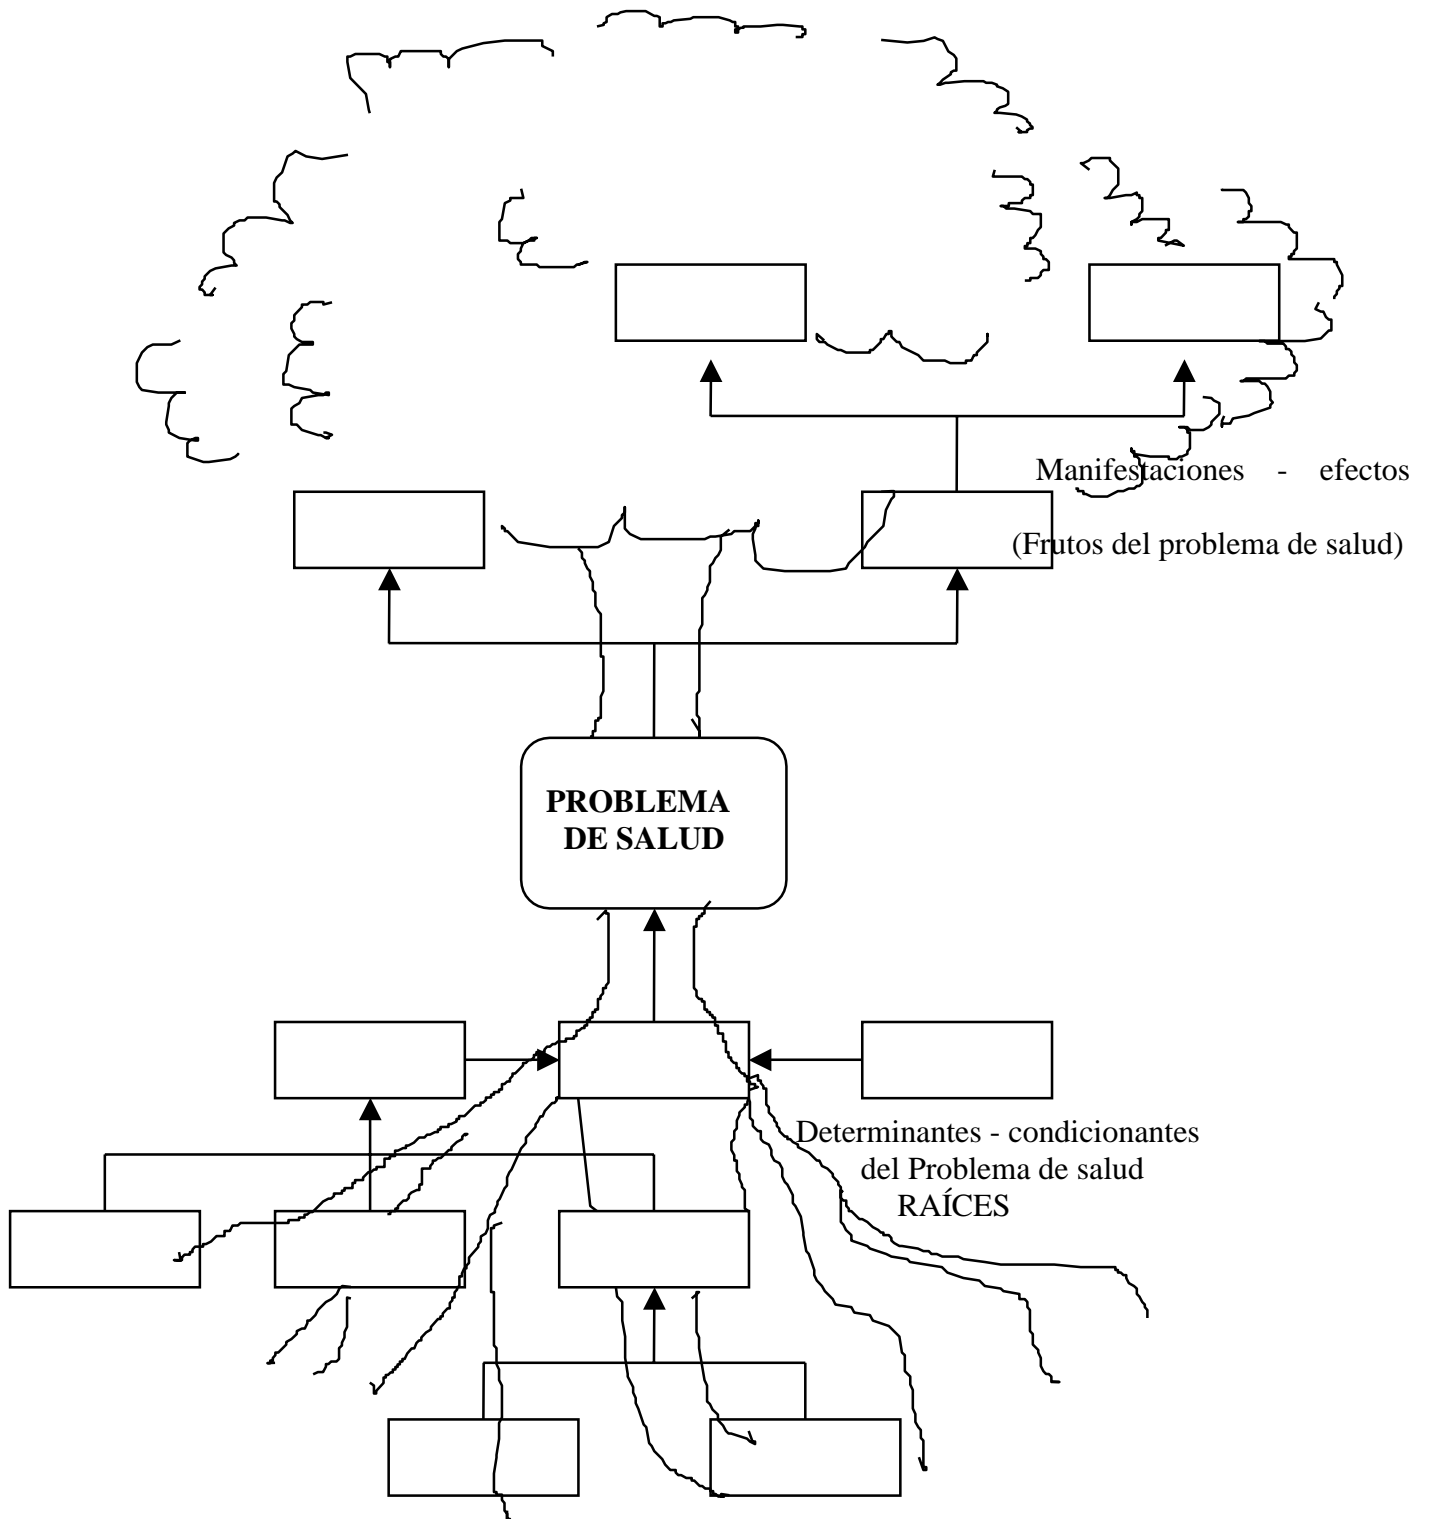 Manifestaciones - efectos
(Frutos del problema de salud)
PROBLEMA
DE SALUD
Determinantes - condicionantes
del Problema de salud
RAÍCES